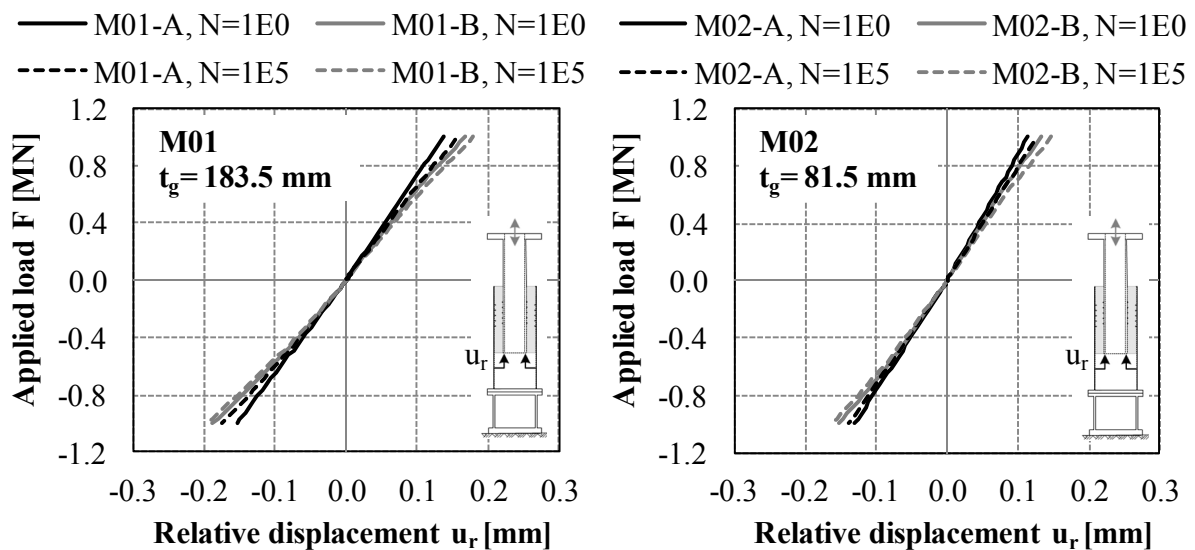 M01-A, N=1E0 M01-B, N=1E0
M01-A, N=1E5 M01-B, N=1E5
M01
t_g = 183.5 mm
Applied load F [MN]
1.2
0.8
0.4
0.0
-0.4
-0.8
-1.2
u_r
-0.3 -0.2 -0.1 0.0 0.1 0.2 0.3
Relative displacement u_r [mm]
M02-A, N=1E0 M02-B, N=1E0
M02-A, N=1E5 M02-B, N=1E5
M02
t_g = 81.5 mm
Applied load F [MN]
1.2
0.8
0.4
0.0
-0.4
-0.8
-1.2
u_r
-0.3 -0.2 -0.1 0.0 0.1 0.2 0.3
Relative displacement u_r [mm]